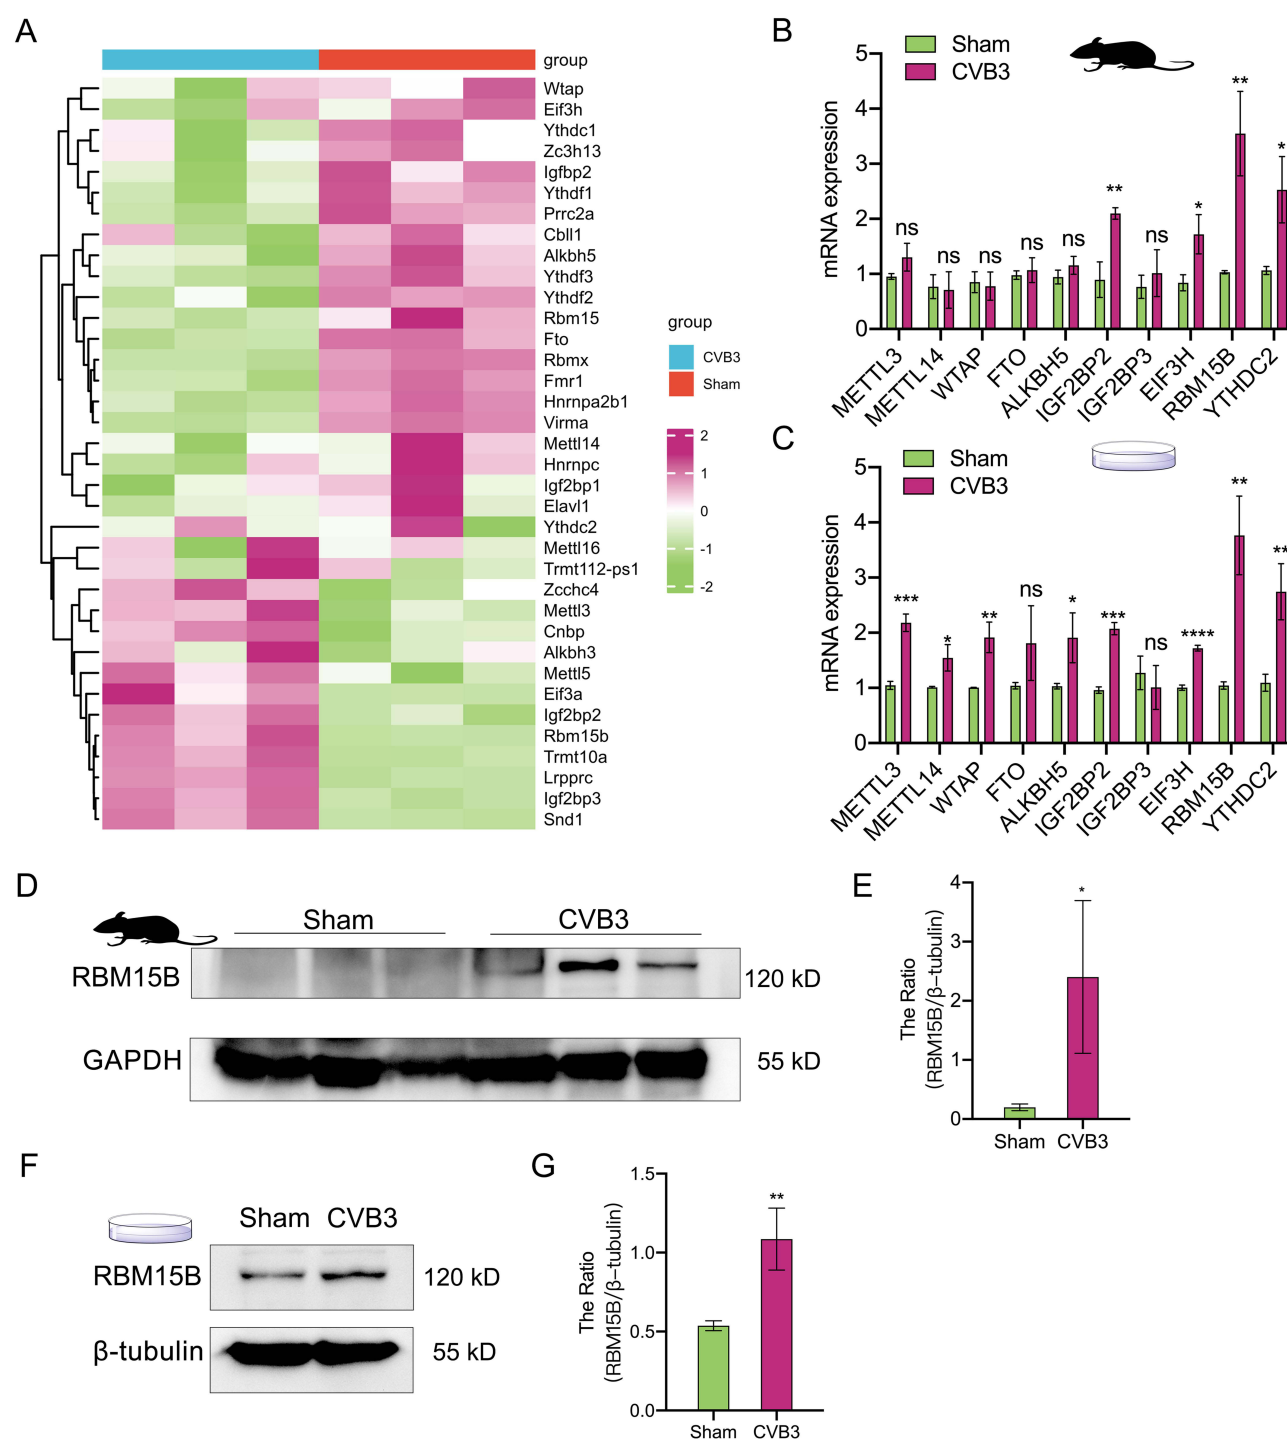 A
group
Wtap
Eif3h
Ythdc1
Zc3h13
Igfbp2
Ythdf1
Prrc2a
Cbll1
Alkbh5
Ythdf3
Ythdf2
Rbm15
Fto
Rbmx
Fmr1
Hnrnpa2b1
Virma
Mettl14
Hnrnpc
Igf2bp1
Elavl1
Ythdc2
Mettl16
Trmt112-ps1
Zcchc4
Mettl3
Cnbp
Alkbh3
Mettl5
Eif3a
Igf2bp2
Rbm15b
Trmt10a
Lrpprc
Igf2bp3
Snd1
group
CVB3
Sham
2
1
0
-1
-2
B
Sham
CVB3
mRNA expression
5
4
3
2
1
0
ns
ns
ns
ns
ns
**
ns
*
**
*
METTL3
METTL14
WTAP
FTO
ALKBH5
IGF2BP2
IGF2BP3
EIF3H
RBM15B
YTHDC2
C
Sham
CVB3
mRNA expression
5
4
3
2
1
0
***
*
**
ns
*
***
ns
****
**
**
METTL3
METTL14
WTAP
FTO
ALKBH5
IGF2BP2
IGF2BP3
EIF3H
RBM15B
YTHDC2
D
Sham CVB3
RBM15B 120 kD
GAPDH 55 kD
E
The Ratio
(RBM15B/β-tubulin)
4
3
2
1
0
*
Sham CVB3
F
Sham CVB3
RBM15B 120 kD
β-tubulin 55 kD
G
The Ratio
(RBM15B/β-tubulin)
1.5
1.0
0.5
0.0
**
Sham CVB3